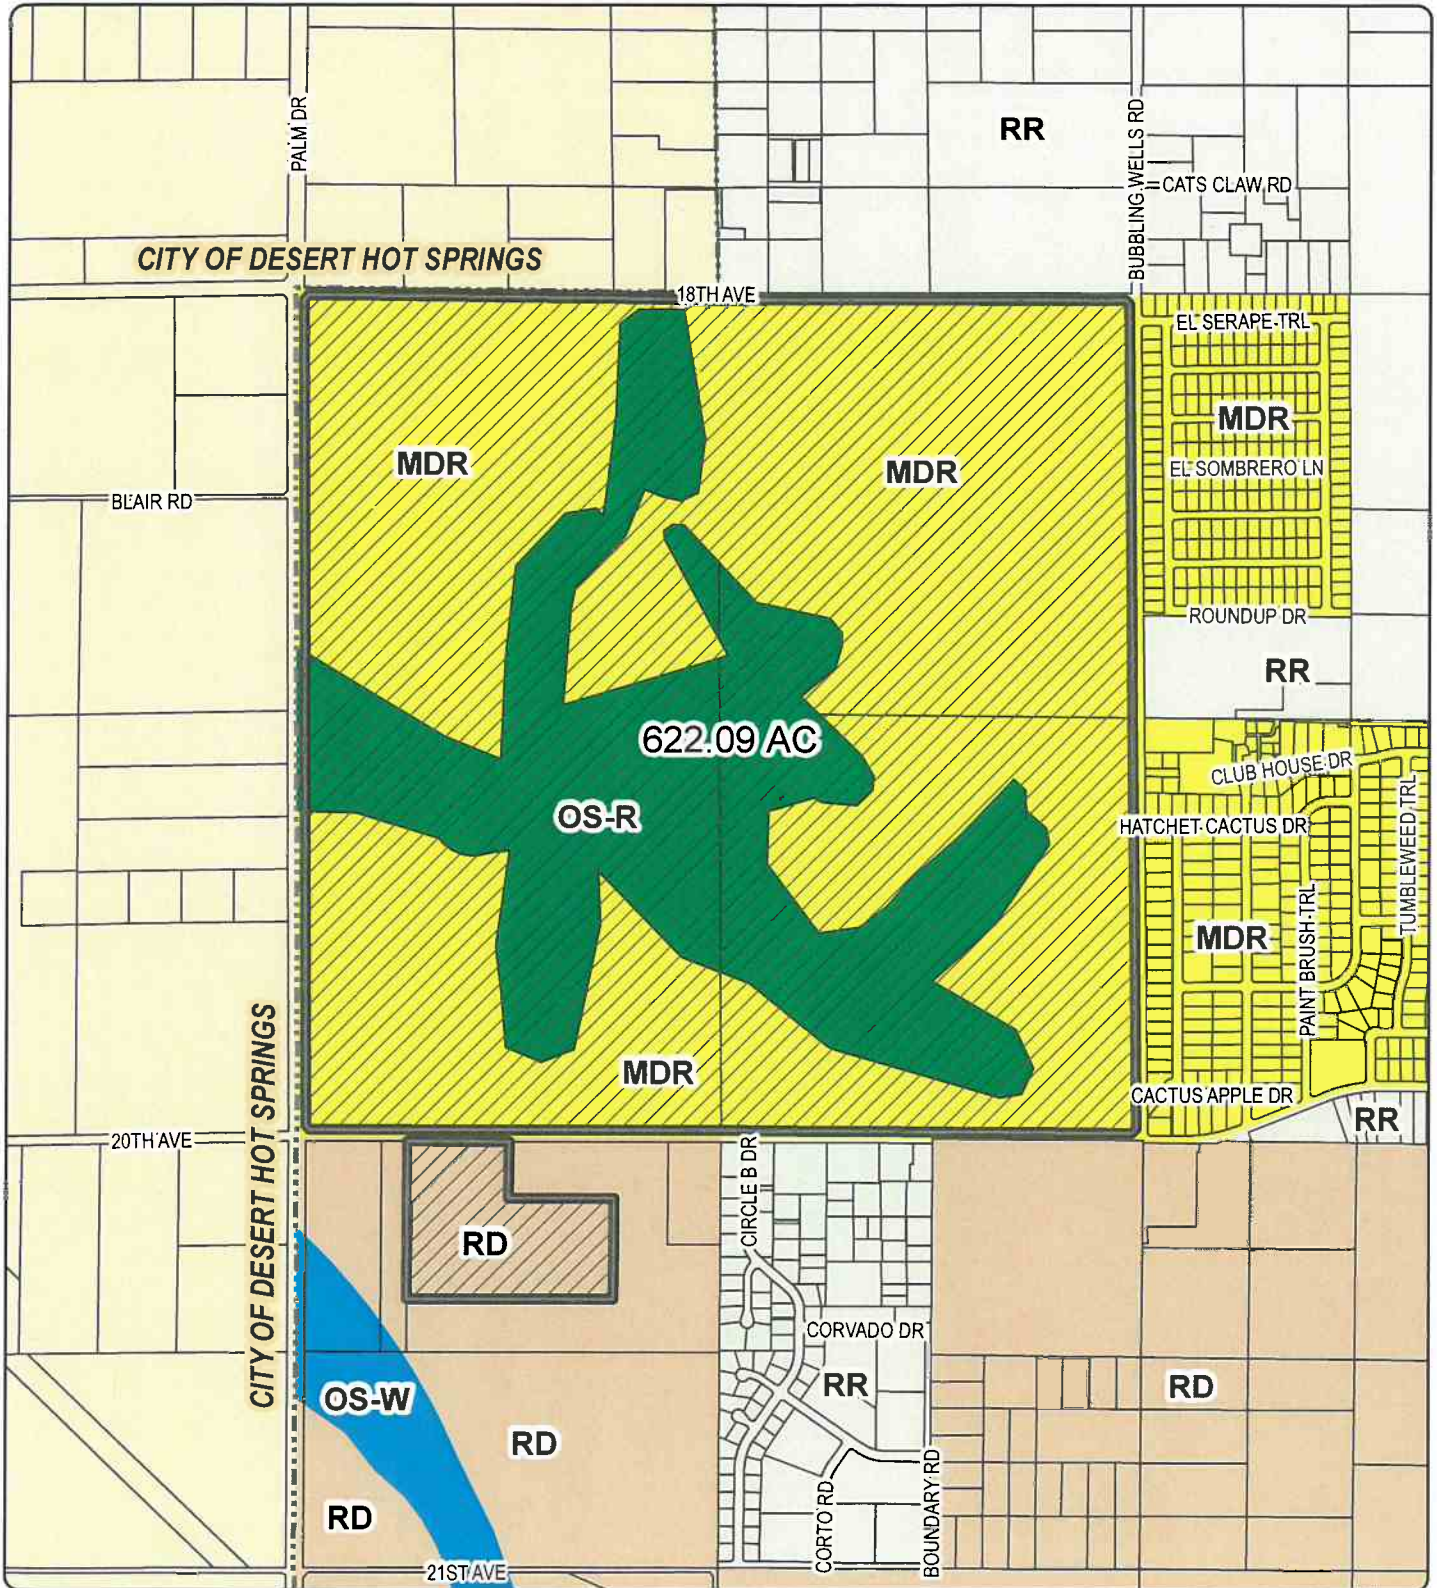 RR
PALM DR
BUBBLING WELLS RD
CATS CLAW RD
CITY OF DESERT HOT SPRINGS
18TH AVE
EL SERAPE TRL
MDR
MDR
MDR
EL SOMBRERO LN
BLAIR RD
ROUNDUP DR
RR
622.09 AC
CLUB HOUSE DR
TUMBLEWEED TRL
OS-R
HATCHET CACTUS DR
PAINT BRUSH TRL
MDR
CITY OF DESERT HOT SPRINGS
MDR
CACTUS APPLE DR
RR
20TH AVE
CIRCLE B DR
RD
CORVADO DR
OS-W
RR
RD
RD
CORTO RD
BOUNDARY RD
RD
21ST AVE